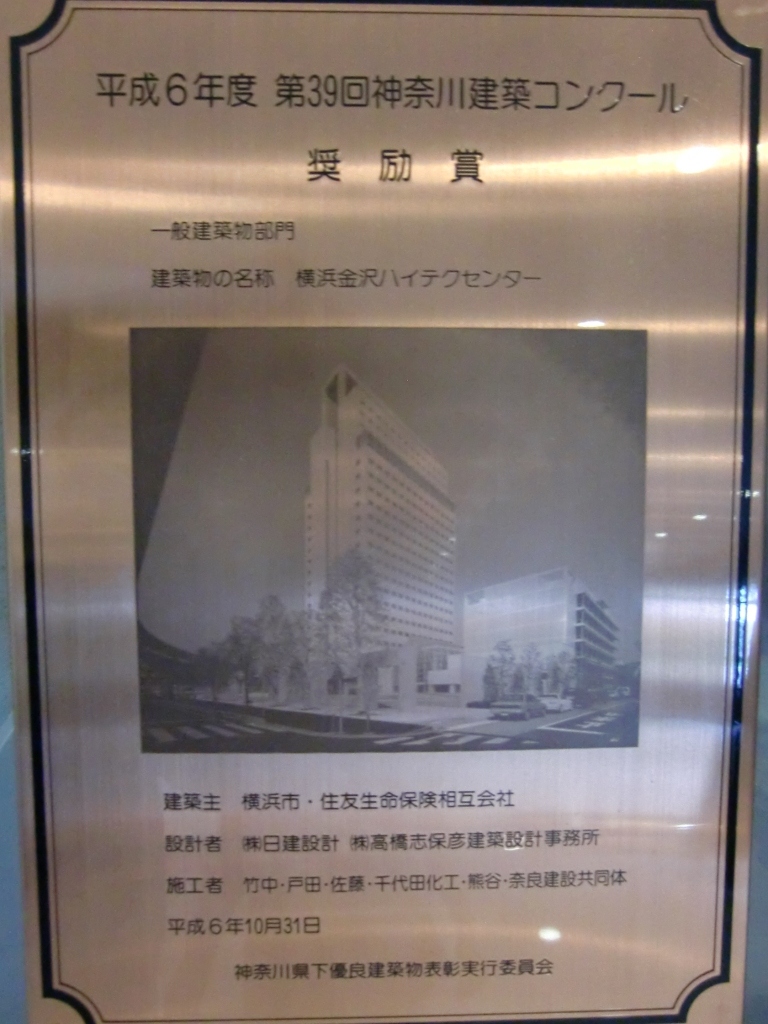 平成6年度 第39回神奈川建築コンクール
奨励賞
一般建築物部門
建築物の名称 横浜金沢ハイテクセンター
建築主 横浜市・住友生命保険相互会社
設計者 ㈱日建設計 ㈱高橋志保彦建築設計事務所
施工者 竹中・戸田・佐藤・千代田化工・熊谷・奈良建設共同体
平成6年10月31日
神奈川県下優良建築物表彰実行委員会